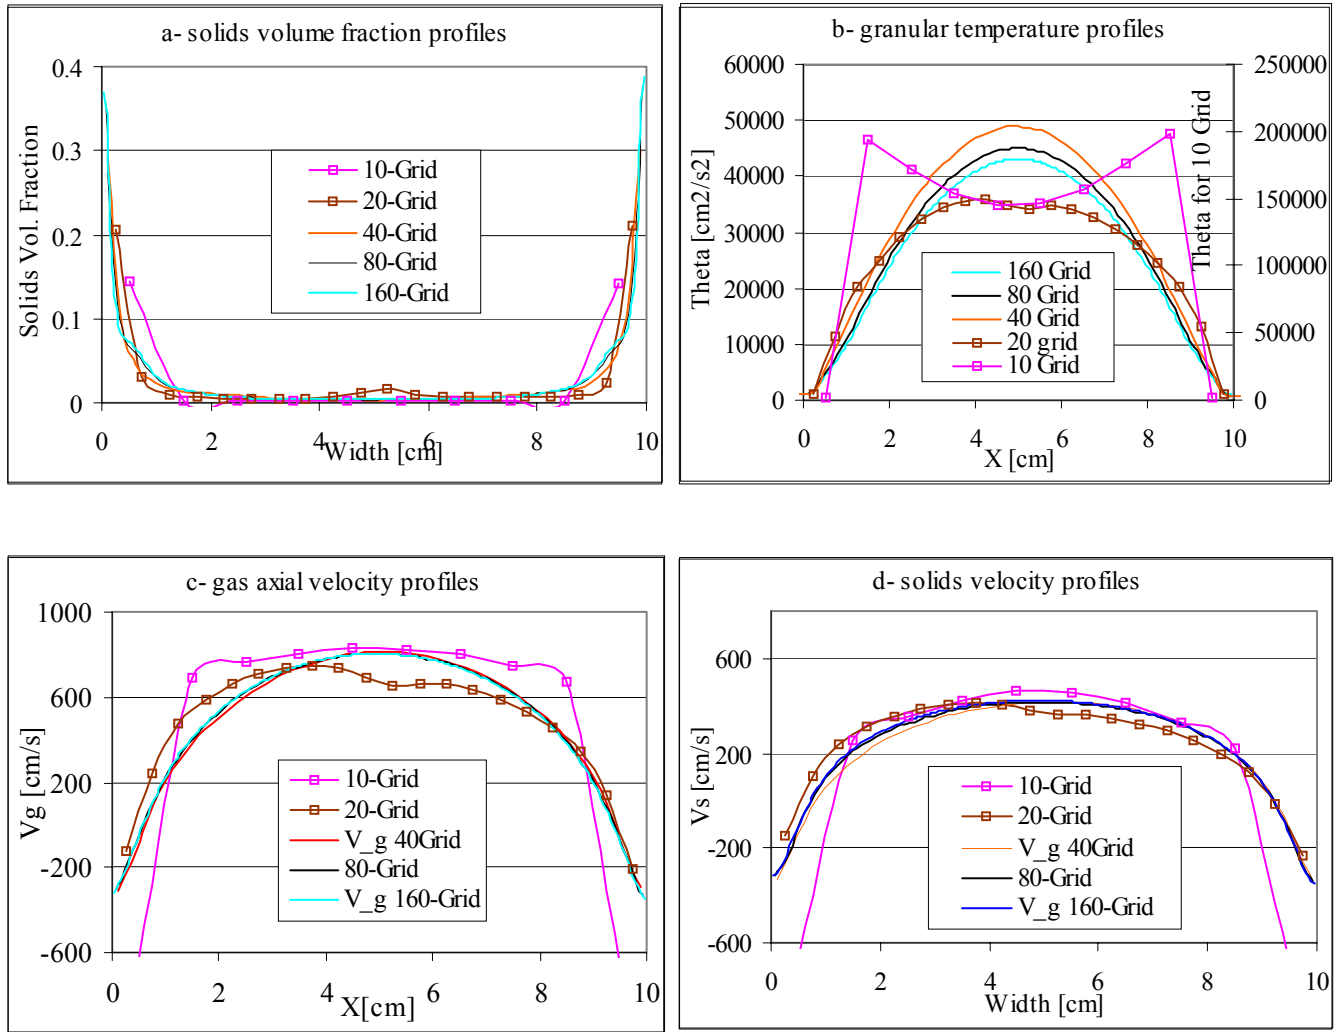 a- solids volume fraction profiles
0.4
0.3
0.2
0.1
0
Solids Vol. Fraction
10-Grid
20-Grid
40-Grid
80-Grid
160-Grid
0 2 4 6 8 10
Width [cm]
b- granular temperature profiles
60000
50000
40000
30000
20000
10000
0
Theta [cm2/s2]
250000
200000
150000
100000
50000
0
Theta for 10 Grid
160 Grid
80 Grid
40 Grid
20 grid
10 Grid
0 2 4 6 8 10
X [cm]
c- gas axial velocity profiles
1000
600
200
-200
-600
Vg [cm/s]
10-Grid
20-Grid
V_g 40Grid
80-Grid
V_g 160-Grid
0 2 4 6 8 10
X[cm]
d- solids velocity profiles
600
200
-200
-600
Vs [cm/s]
10-Grid
20-Grid
V_g 40Grid
80-Grid
V_g 160-Grid
0 2 4 6 8 10
Width [cm]